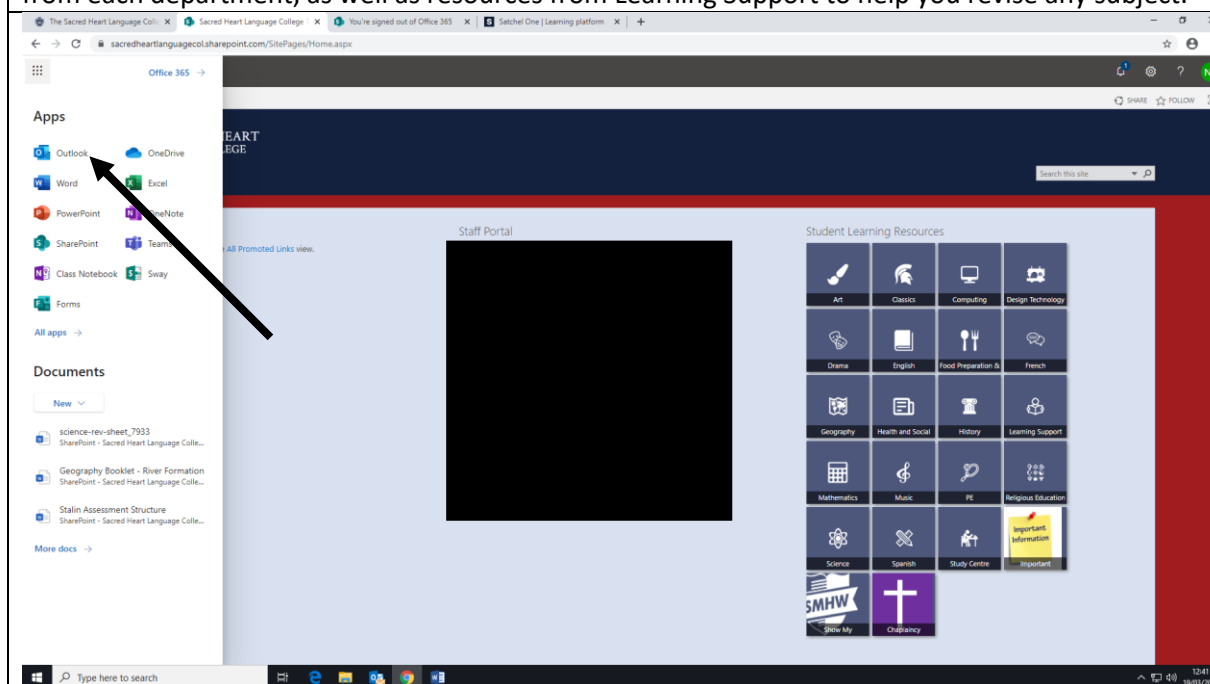 from each department, as well as resources from Learning Support to help you revise any subject.
The Sacred Heart Language Colle
Sacred Heart Language College
You're signed out of Office 365
Satchel One | Learning platform
sacredheartlanguagecol.sharepoint.com/SitePages/Home.aspx
Office 365 →
SHARE FOLLOW
Apps
EART
EGE
Outlook OneDrive
Search this site
Word Excel
PowerPoint OneNote
SharePoint Teams
Class Notebook Sway
Forms
All apps →
All Promoted Links view.
Staff Portal
Student Learning Resources
Art Classics Computing Design Technology
Drama English Food Preparation & French
Geography Health and Social History Learning Support
Mathematics Music PE Religious Education
Important Information
Science Spanish Study Centre Important
SMHW
Show My Chaplaincy
Documents
New
science-rev-sheet_7933
SharePoint - Sacred Heart Language Colle...
Geography Booklet - River Formation
SharePoint - Sacred Heart Language Colle...
Stalin Assessment Structure
SharePoint - Sacred Heart Language Colle...
More docs →
Type here to search
12:41
19/03/20